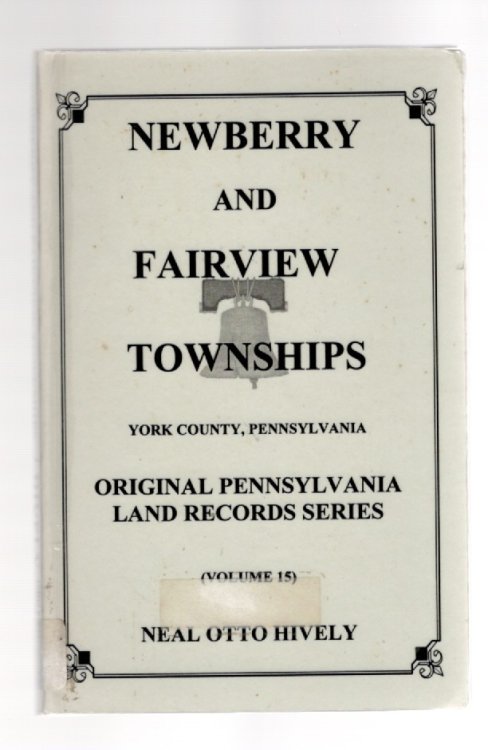 NEWBERRY
AND
FAIRVIEW
TOWNSHIPS
YORK COUNTY, PENNSYLVANIA
ORIGINAL PENNSYLVANIA
LAND RECORDS SERIES
(VOLUME 15)
NEAL OTTO HIVELY